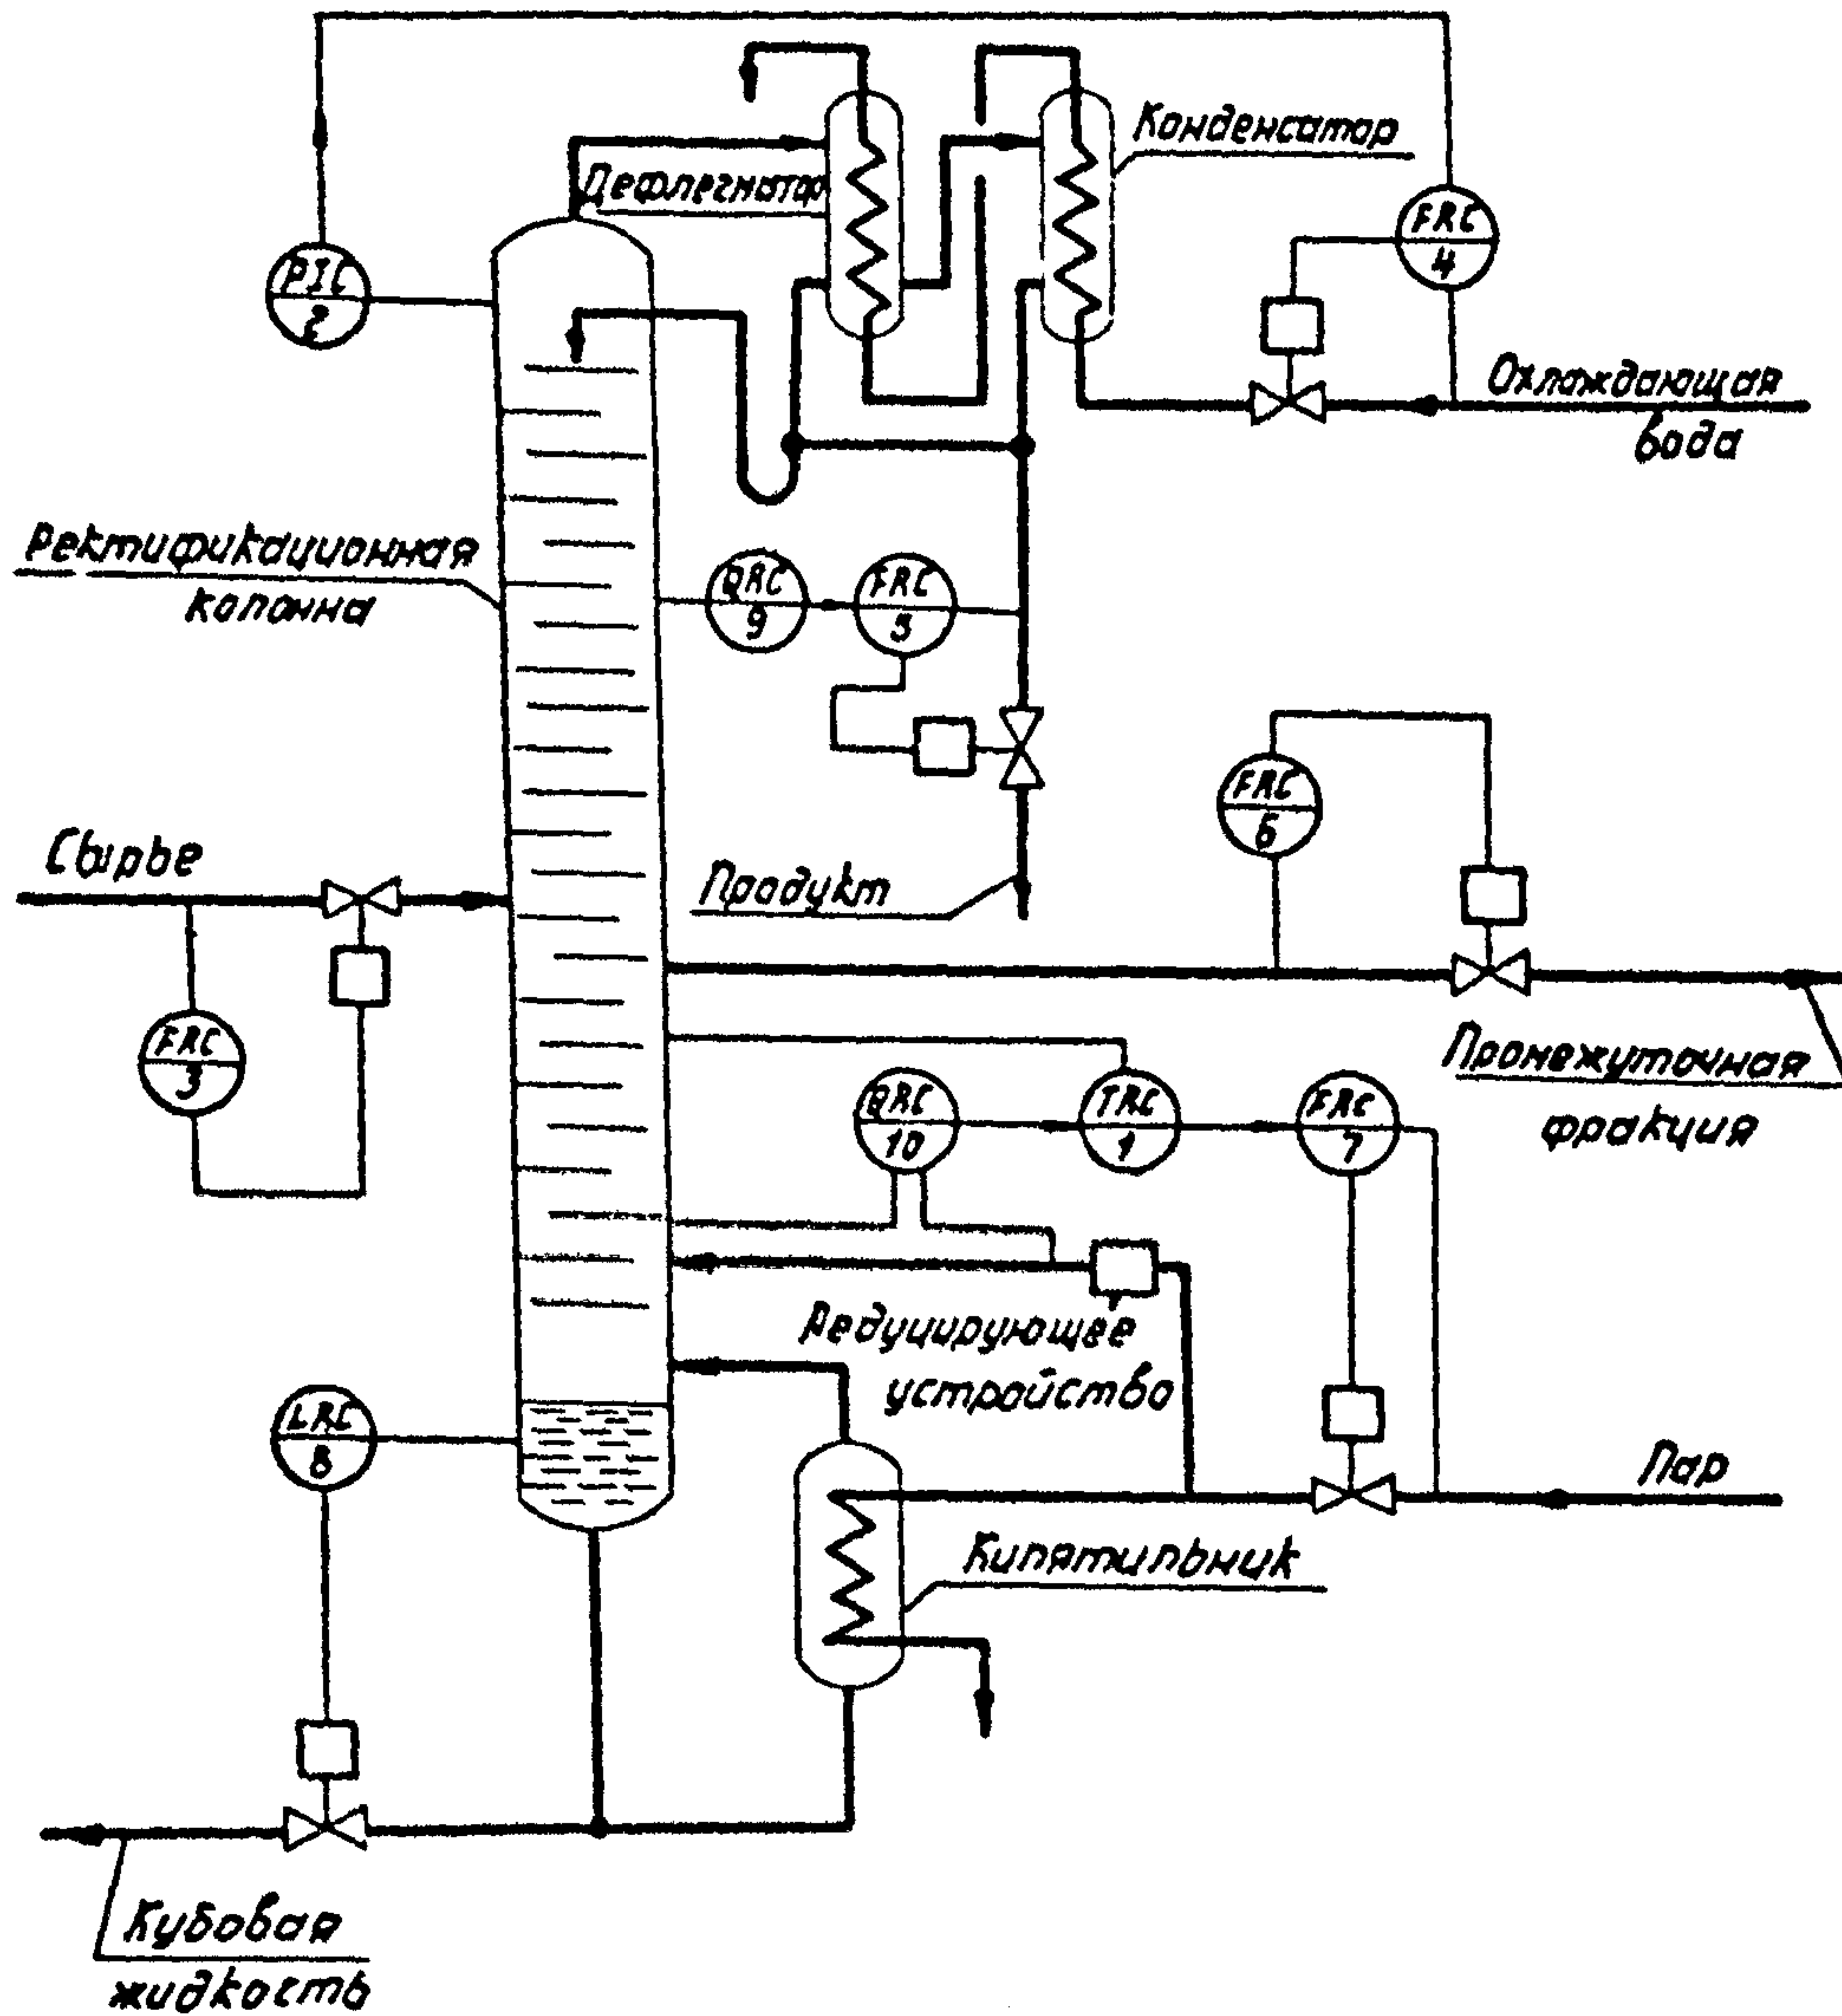 Конденсатор
Дефлегматор
FRC
4
PIC
2
Охлаждающая
вода
Ректификационная
колонна
QRC
9
FRC
5
FRC
6
Сырье
Продукт
FRC
3
Промежуточная
фракция
QRC
10
TRC
1
FRC
7
Редуцирующее
устройство
LRC
8
Пар
Кипятильник
Кубовая
жидкость